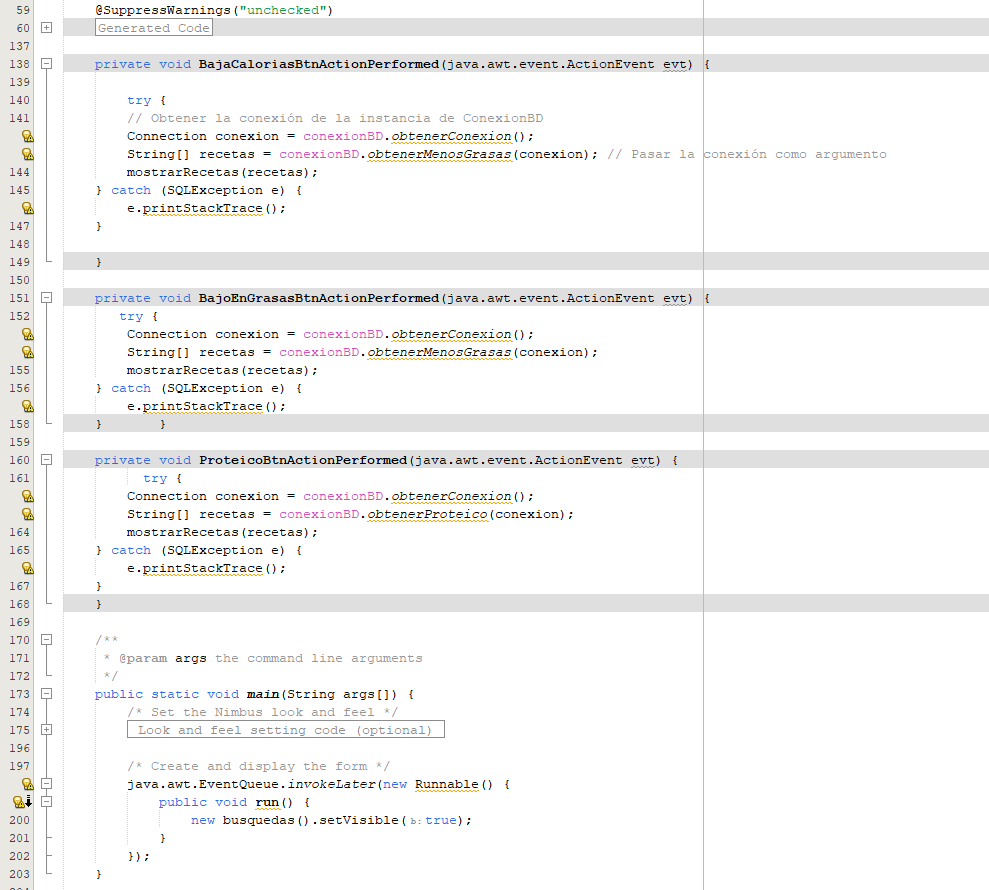 59 @SuppressWarnings("unchecked")
60 Generated Code
137
138 private void BajaCaloriasBtnActionPerformed(java.awt.event.ActionEvent evt) {
139
140 try {
141 // Obtener la conexión de la instancia de ConexionBD
Connection conexion = conexionBD.obtenerConexion();
String[] recetas = conexionBD.obtenerMenosGrasas(conexion); // Pasar la conexión como argumento
144 mostrarRecetas(recetas);
145 } catch (SQLException e) {
e.printStackTrace();
147 }
148
149 }
150
151 private void BajoEnGrasasBtnActionPerformed(java.awt.event.ActionEvent evt) {
152 try {
Connection conexion = conexionBD.obtenerConexion();
String[] recetas = conexionBD.obtenerMenosGrasas(conexion);
155 mostrarRecetas(recetas);
156 } catch (SQLException e) {
e.printStackTrace();
158 } }
159
160 private void ProteicoBtnActionPerformed(java.awt.event.ActionEvent evt) {
161 try {
Connection conexion = conexionBD.obtenerConexion();
String[] recetas = conexionBD.obtenerProteico(conexion);
164 mostrarRecetas(recetas);
165 } catch (SQLException e) {
e.printStackTrace();
167 }
168 }
169
170 /**
171 * @param args the command line arguments
172 */
173 public static void main(String args[]) {
174 /* Set the Nimbus look and feel */
175 Look and feel setting code (optional)
196
197 /* Create and display the form */
java.awt.EventQueue.invokeLater(new Runnable() {
public void run() {
200 new busquedas().setVisible(b: true);
201 }
202 });
203 }